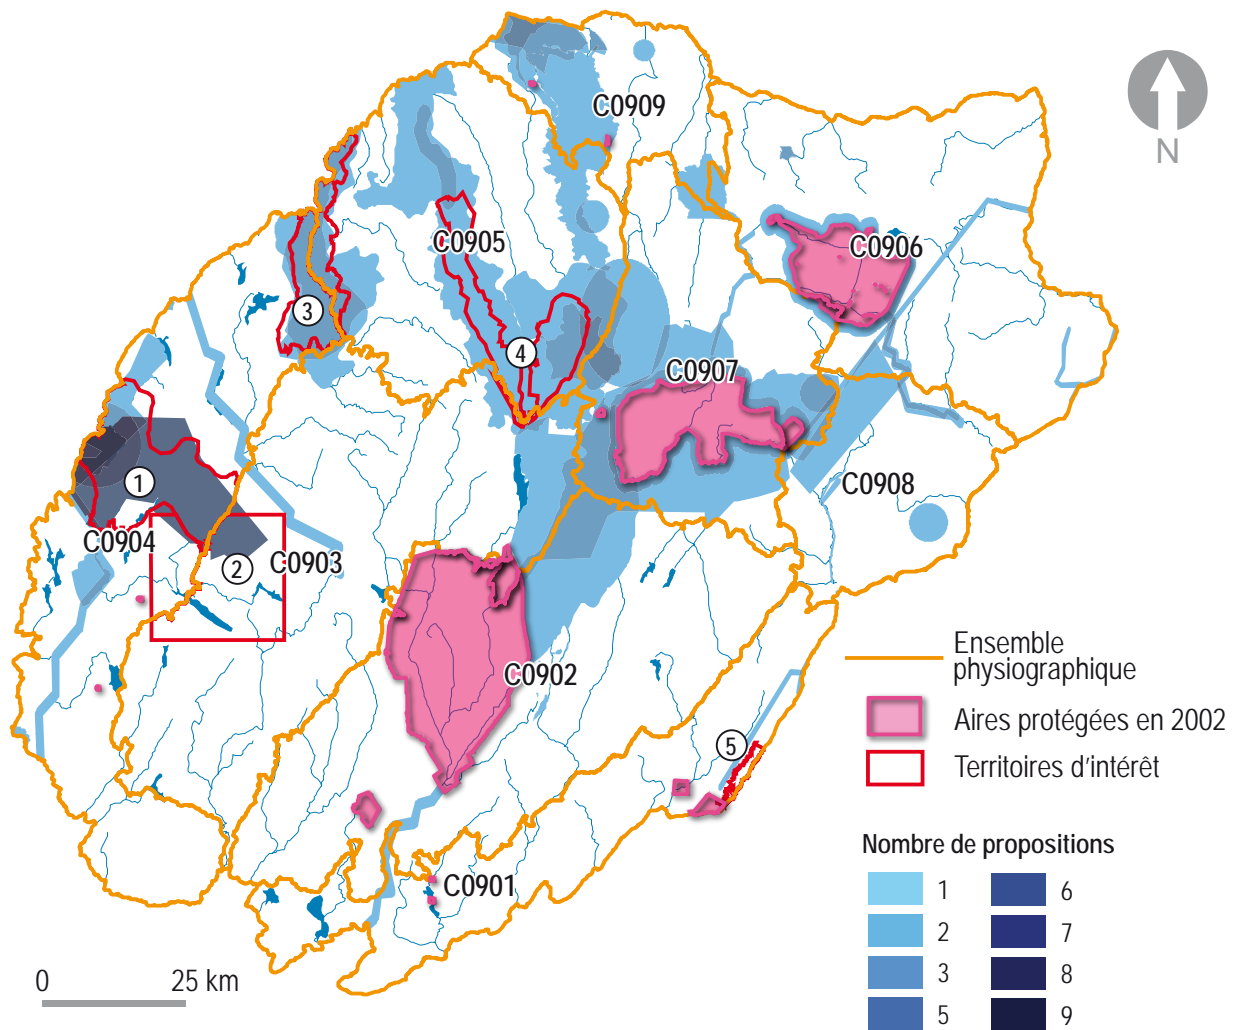 C0909
N
C0905
C0906
3
4
C0907
1
C0908
C0904
2
C0903
Ensemble
physiographique
C0902
Aires protégées en 2002
5
Territoires d'intérêt
Nombre de propositions
C0901
1
6
2
7
0
25 km
3
8
5
9